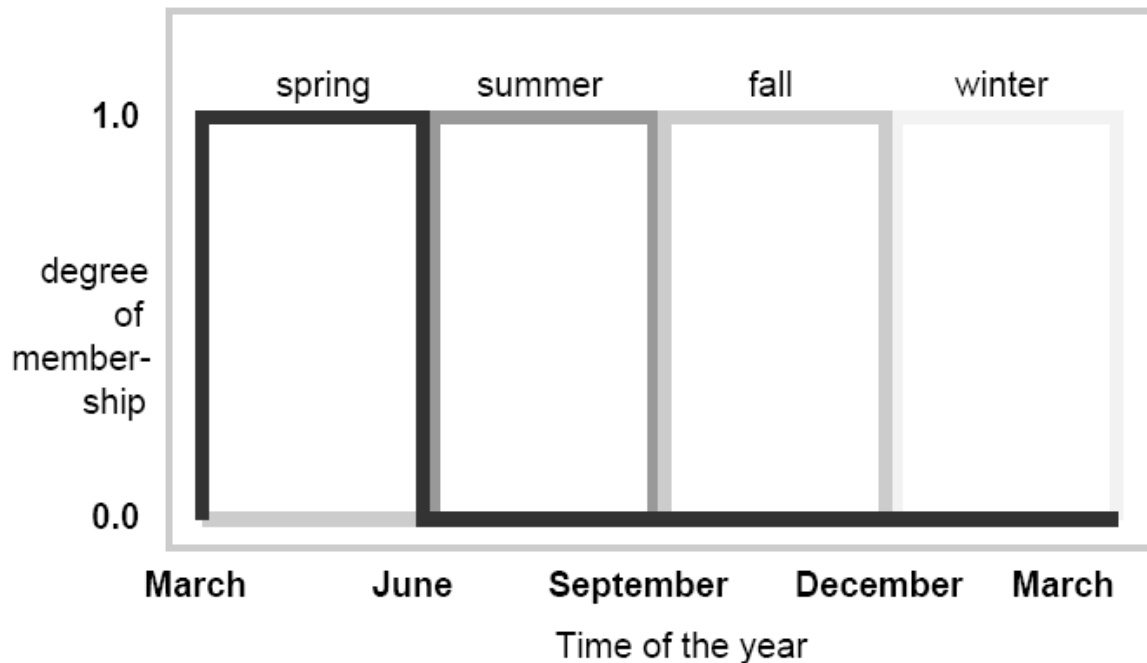 spring summer fall winter
1.0
degree
of
member-
ship
0.0
March June September December March
Time of the year